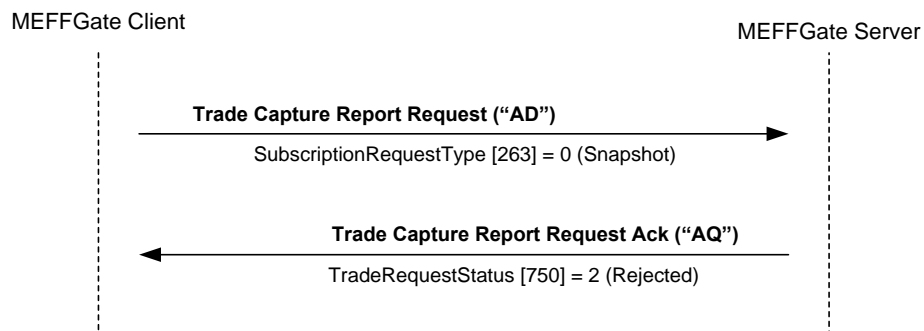 MEFFGate Client
MEFFGate Server
Trade Capture Report Request (“AD”)
SubscriptionRequestType [263] = 0 (Snapshot)
Trade Capture Report Request Ack (“AQ”)
TradeRequestStatus [750] = 2 (Rejected)